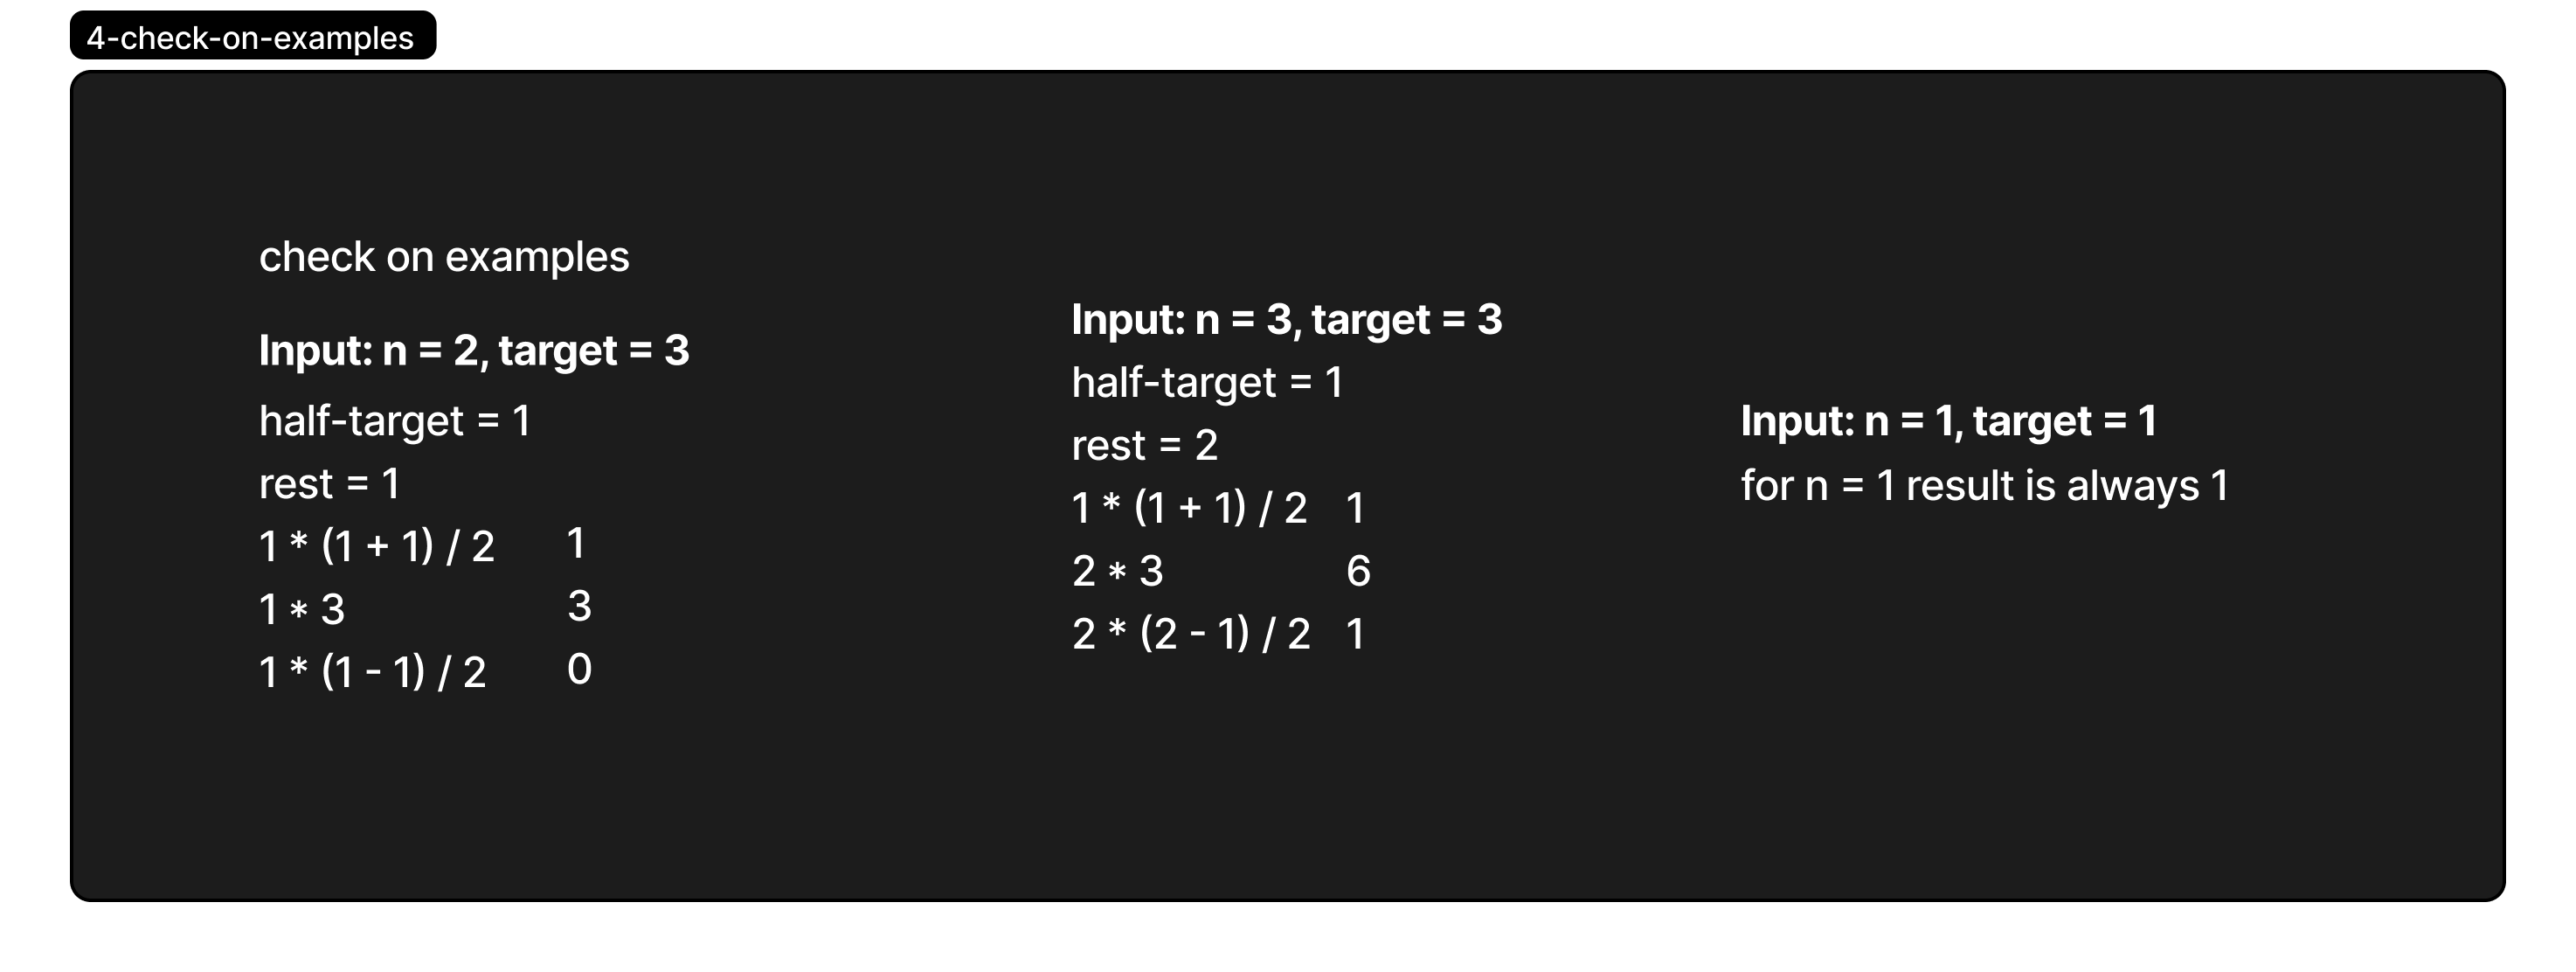 4-check-on-examples
check on examples
Input: n = 2, target = 3
half-target = 1
rest = 1
1 * (1 + 1) / 2 1
1 * 3 3
1 * (1 - 1) / 2 0
Input: n = 3, target = 3
half-target = 1
rest = 2
1 * (1 + 1) / 2 1
2 * 3 6
2 * (2 - 1) / 2 1
Input: n = 1, target = 1
for n = 1 result is always 1